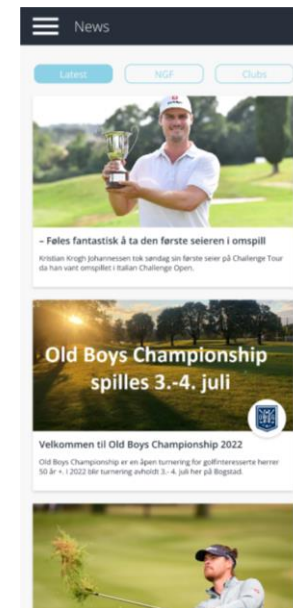 News
Latest
NGF
Clubs
– Føles fantastisk å ta den første seieren i omspill
Kristian Krogh Johannessen tok søndag sin første seier på Challenge Tour
da han vant omspillet i Italian Challenge Open.
Old Boys Championship
spilles 3.-4. juli
Velkommen til Old Boys Championship 2022
Old Boys Championship er en åpen turnering for golfinteresserte herrer
50 år +. I 2022 blir turnering avholdt 3.- 4. juli her på Bogstad.